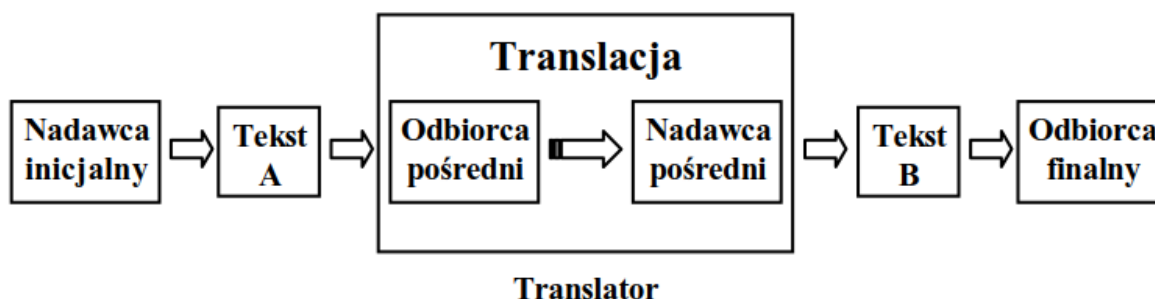 Translacja
Nadawca
inicjalny
Tekst
A
Odbiorca
pośredni
Nadawca
pośredni
Tekst
B
Odbiorca
finalny
Translator